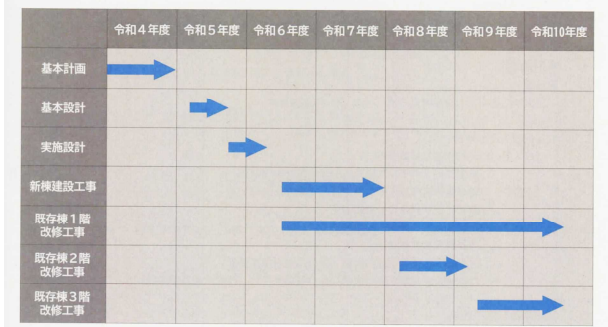 令和4年度 令和5年度 令和6年度 令和7年度 令和8年度 令和9年度 令和10年度
基本計画
基本設計
実施設計
新棟建設工事
既存棟1階
改修工事
既存棟2階
改修工事
既存棟3階
改修工事